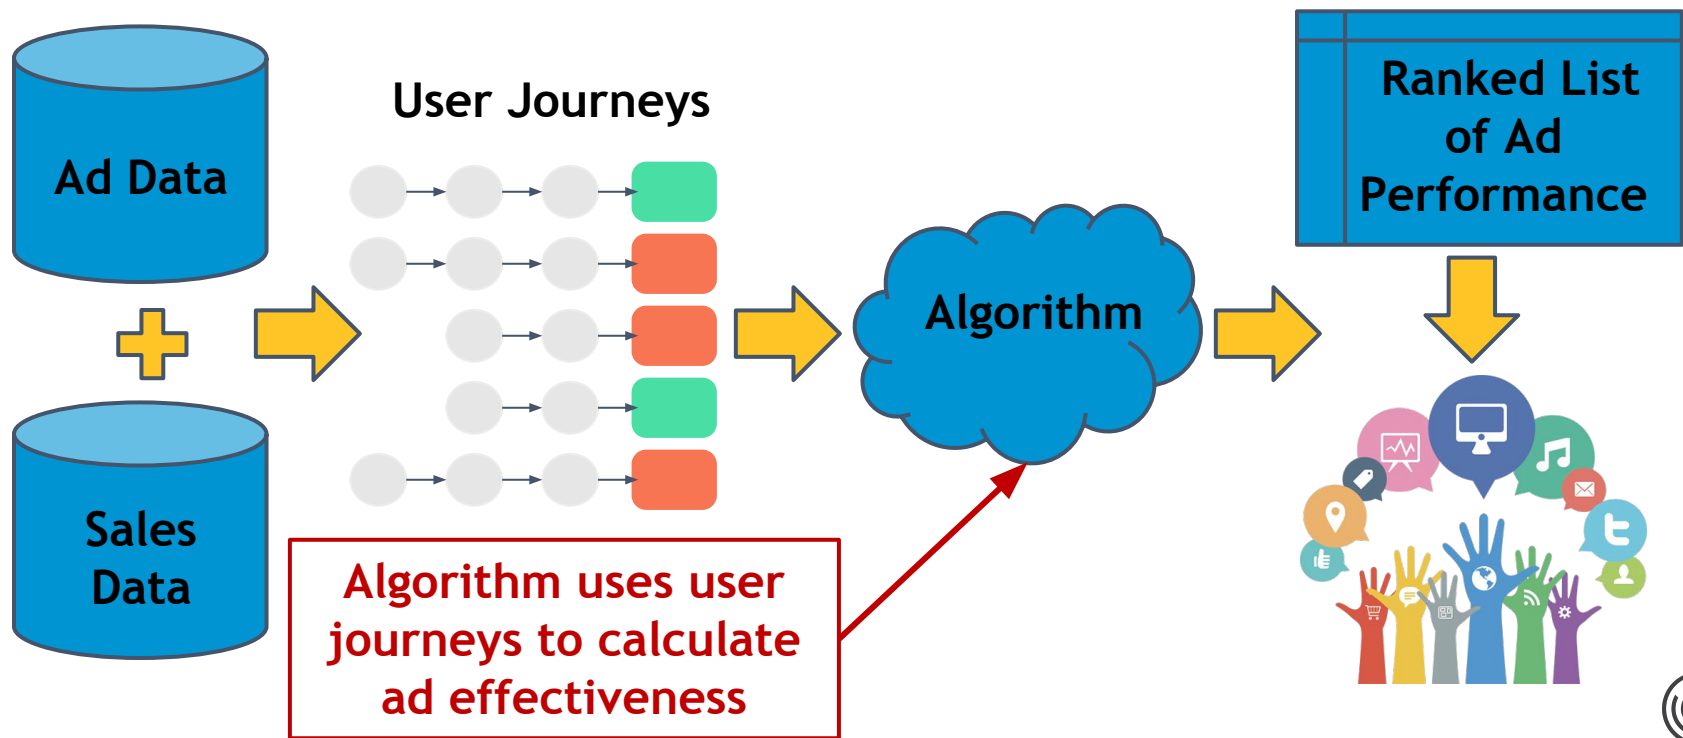 Ad Data
Sales
Data
User Journeys
Algorithm uses user
journeys to calculate
ad effectiveness
Algorithm
Ranked List
of Ad
Performance